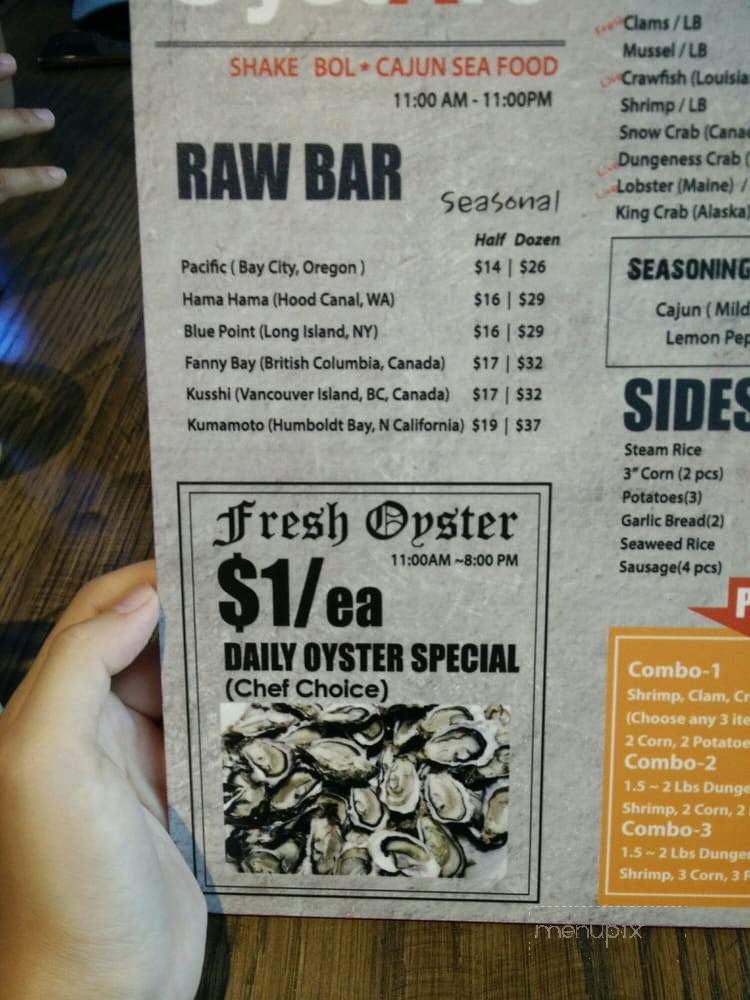 SHAKE BOL * CAJUN SEA FOOD
11:00 AM - 11:00PM
RAW BAR
Seasonal
Half Dozen
Pacific ( Bay City, Oregon ) $14 | $26
Hama Hama (Hood Canal, WA) $16 | $29
Blue Point (Long Island, NY) $16 | $29
Fanny Bay (British Columbia, Canada) $17 | $32
Kusshi (Vancouver Island, BC, Canada) $17 | $32
Kumamoto (Humboldt Bay, N California) $19 | $37
Fresh Oyster
11:00AM ~8:00 PM
$1/ea
DAILY OYSTER SPECIAL
(Chef Choice)
Clams / LB
Mussel / LB
Crawfish (Louisia
Shrimp / LB
Snow Crab (Canad
Dungeness Crab (
Lobster (Maine) /
King Crab (Alaska)
SEASONING
Cajun ( Mild
Lemon Pep
SIDES
Steam Rice
3" Corn (2 pcs)
Potatoes(3)
Garlic Bread(2)
Seaweed Rice
Sausage(4 pcs)
P
Combo-1
Shrimp, Clam, Cr
(Choose any 3 ite
2 Corn, 2 Potatoe
Combo-2
1.5 ~ 2 Lbs Dunge
Shrimp, 2 Corn, 2
Combo-3
1.5 ~ 2 Lbs Dunge
Shrimp, 3 Corn, 3 P
menupix